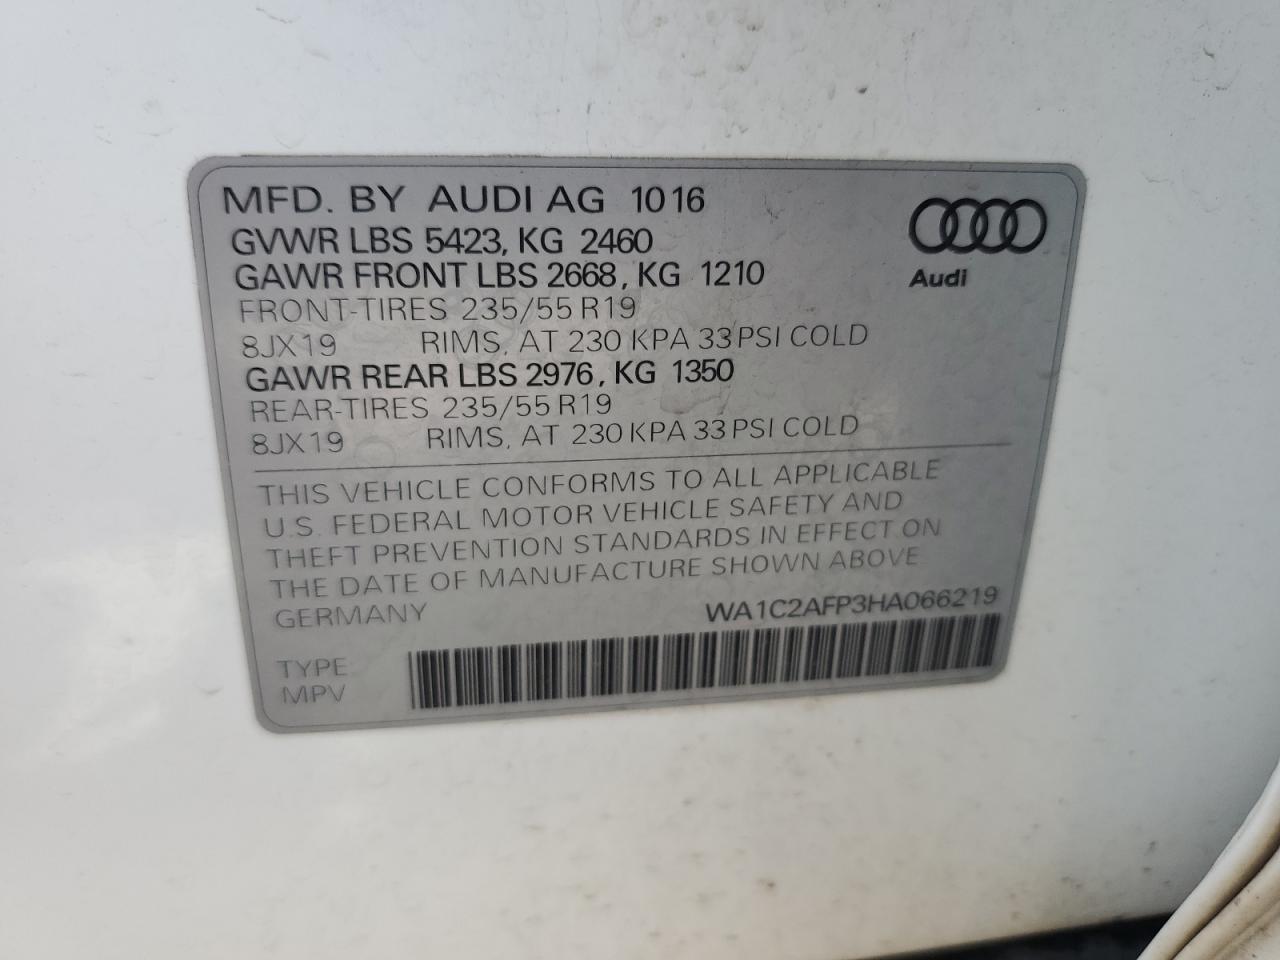 MFD. BY AUDI AG 1016
GVWR LBS 5423, KG 2460
GAWR FRONT LBS 2668, KG 1210
FRONT-TIRES 235/55 R19
8JX19 RIMS, AT 230 KPA 33 PSI COLD
GAWR REAR LBS 2976, KG 1350
REAR-TIRES 235/55 R19
8JX19 RIMS, AT 230 KPA 33 PSI COLD
Audi
THIS VEHICLE CONFORMS TO ALL APPLICABLE
U.S. FEDERAL MOTOR VEHICLE SAFETY AND
THEFT PREVENTION STANDARDS IN EFFECT ON
THE DATE OF MANUFACTURE SHOWN ABOVE
GERMANY WA1C2AFP3HA066219
TYPE
MPV